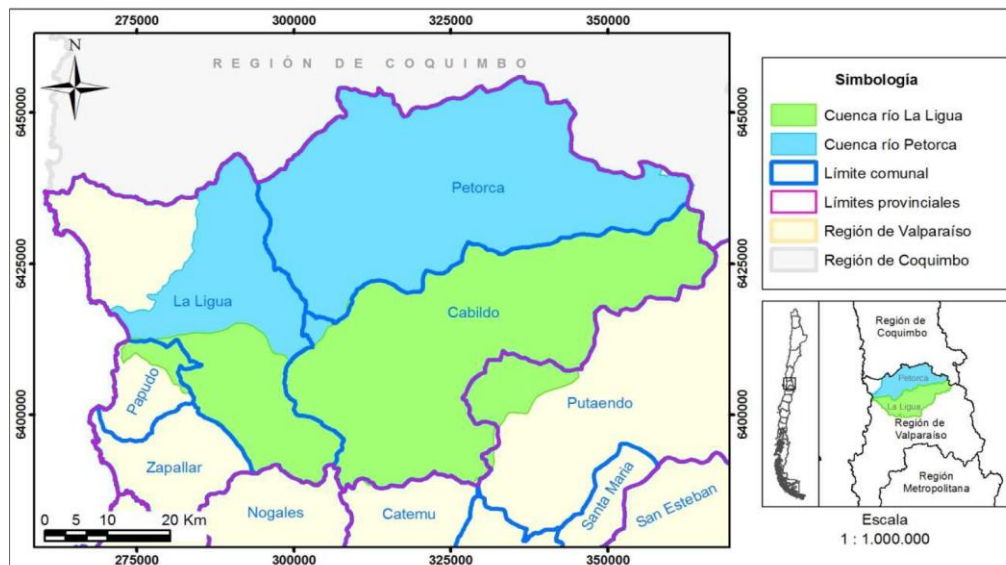 275000
300000
325000
350000
N
REGIÓN DE COQUIMBO
6450000
6450000
6425000
6425000
6400000
6400000
Petorca
La Ligua
Cabildo
Papudo
Putaendo
Zapallar
Nogales
Catemu
Santa Maria
San Esteban
0 5 10 20 Km
275000
300000
325000
350000
Simbología
Cuenca río La Ligua
Cuenca río Petorca
Límite comunal
Límites provinciales
Región de Valparaíso
Región de Coquimbo
Región de
Coquimbo
Petorca
La Ligua
Región de
Valparaíso
Región
Metropolitana
Escala
1 : 1.000.000